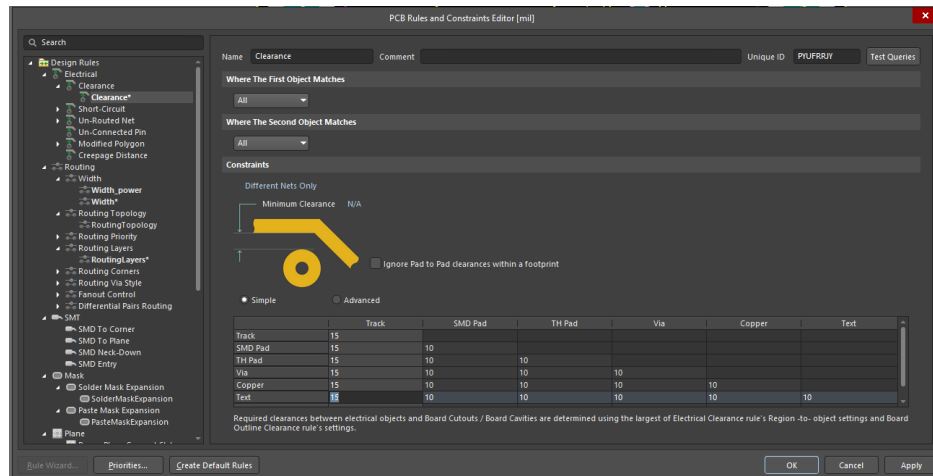 PCB Rules and Constraints Editor [mil]
Search
Design Rules
Electrical
Clearance
Clearance*
Short-Circuit
Un-Routed Net
Un-Connected Pin
Modified Polygon
Creepage Distance
Routing
Width
Width_power
Width*
Routing Topology
RoutingTopology
Routing Priority
Routing Layers
RoutingLayers*
Routing Corners
Routing Via Style
Fanout Control
Differential Pairs Routing
SMT
SMD To Corner
SMD To Plane
SMD Neck-Down
SMD Entry
Mask
Solder Mask Expansion
SolderMaskExpansion
Paste Mask Expansion
PasteMaskExpansion
Plane
Name Clearance Comment Unique ID PYUFRRJY Test Queries
Where The First Object Matches
All
Where The Second Object Matches
All
Constraints
Different Nets Only
Minimum Clearance N/A
Ignore Pad to Pad clearances within a footprint
Simple Advanced
Track SMD Pad TH Pad Via Copper Text
Track 15
SMD Pad 15 10
TH Pad 15 10 10
Via 15 10 10 10
Copper 15 10 10 10 10
Text 15 10 10 10 10 10
Required clearances between electrical objects and Board Cutouts / Board Cavities are determined using the largest of Electrical Clearance rule's Region -to- object settings and Board
Outline Clearance rule's settings.
Rule Wizard... Priorities... Create Default Rules OK Cancel Apply